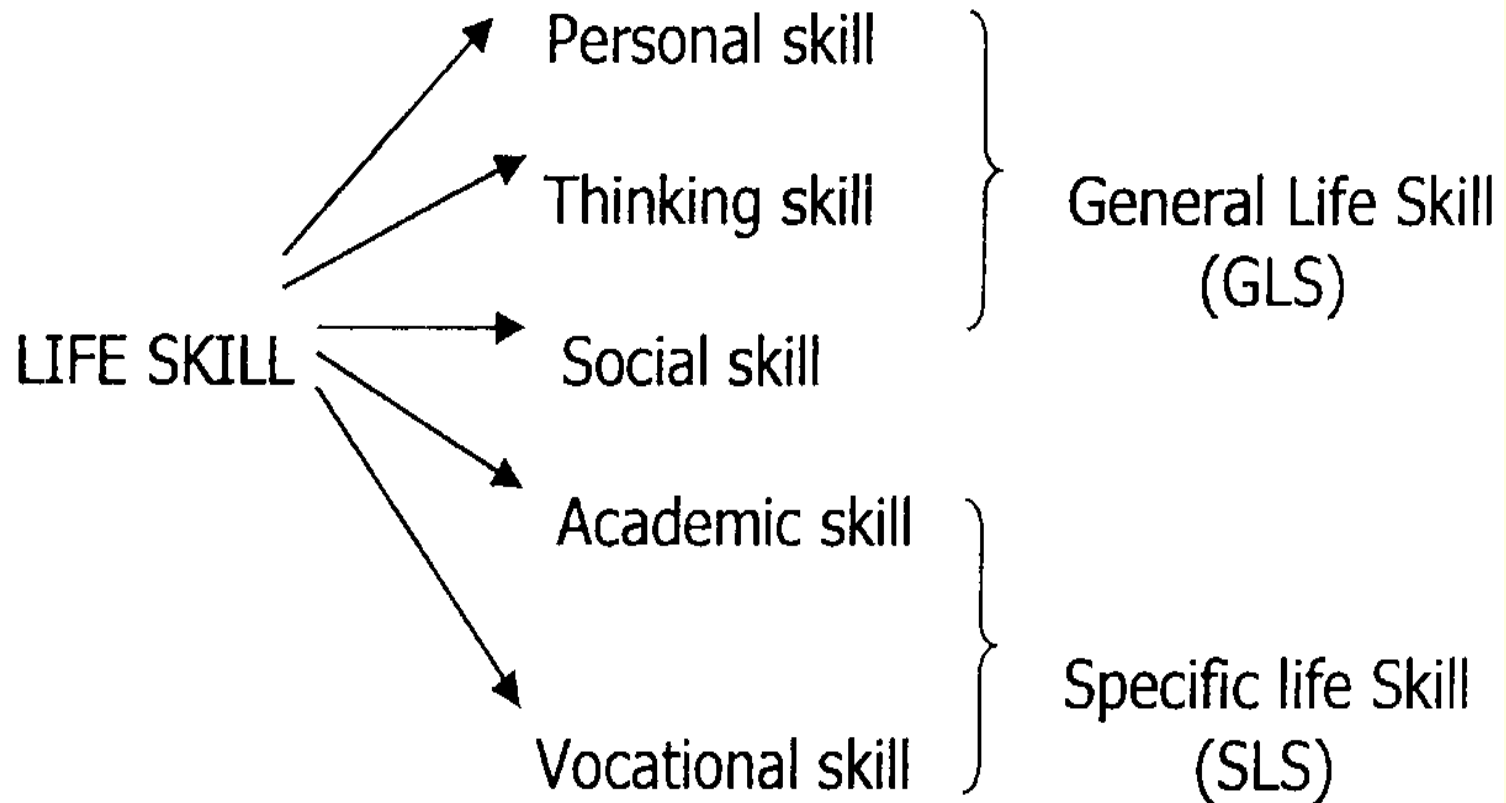 Personal skill
Thinking skill
General Life Skill
(GLS)
LIFE SKILL
Social skill
Academic skill
Specific life Skill
(SLS)
Vocational skill